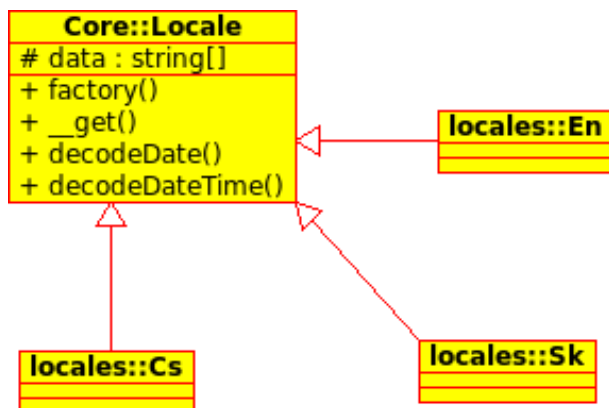 Core::Locale
# data : string[]
+ factory()
+ __get()
+ decodeDate()
+ decodeDateTime()
locales::En
locales::Cs
locales::Sk